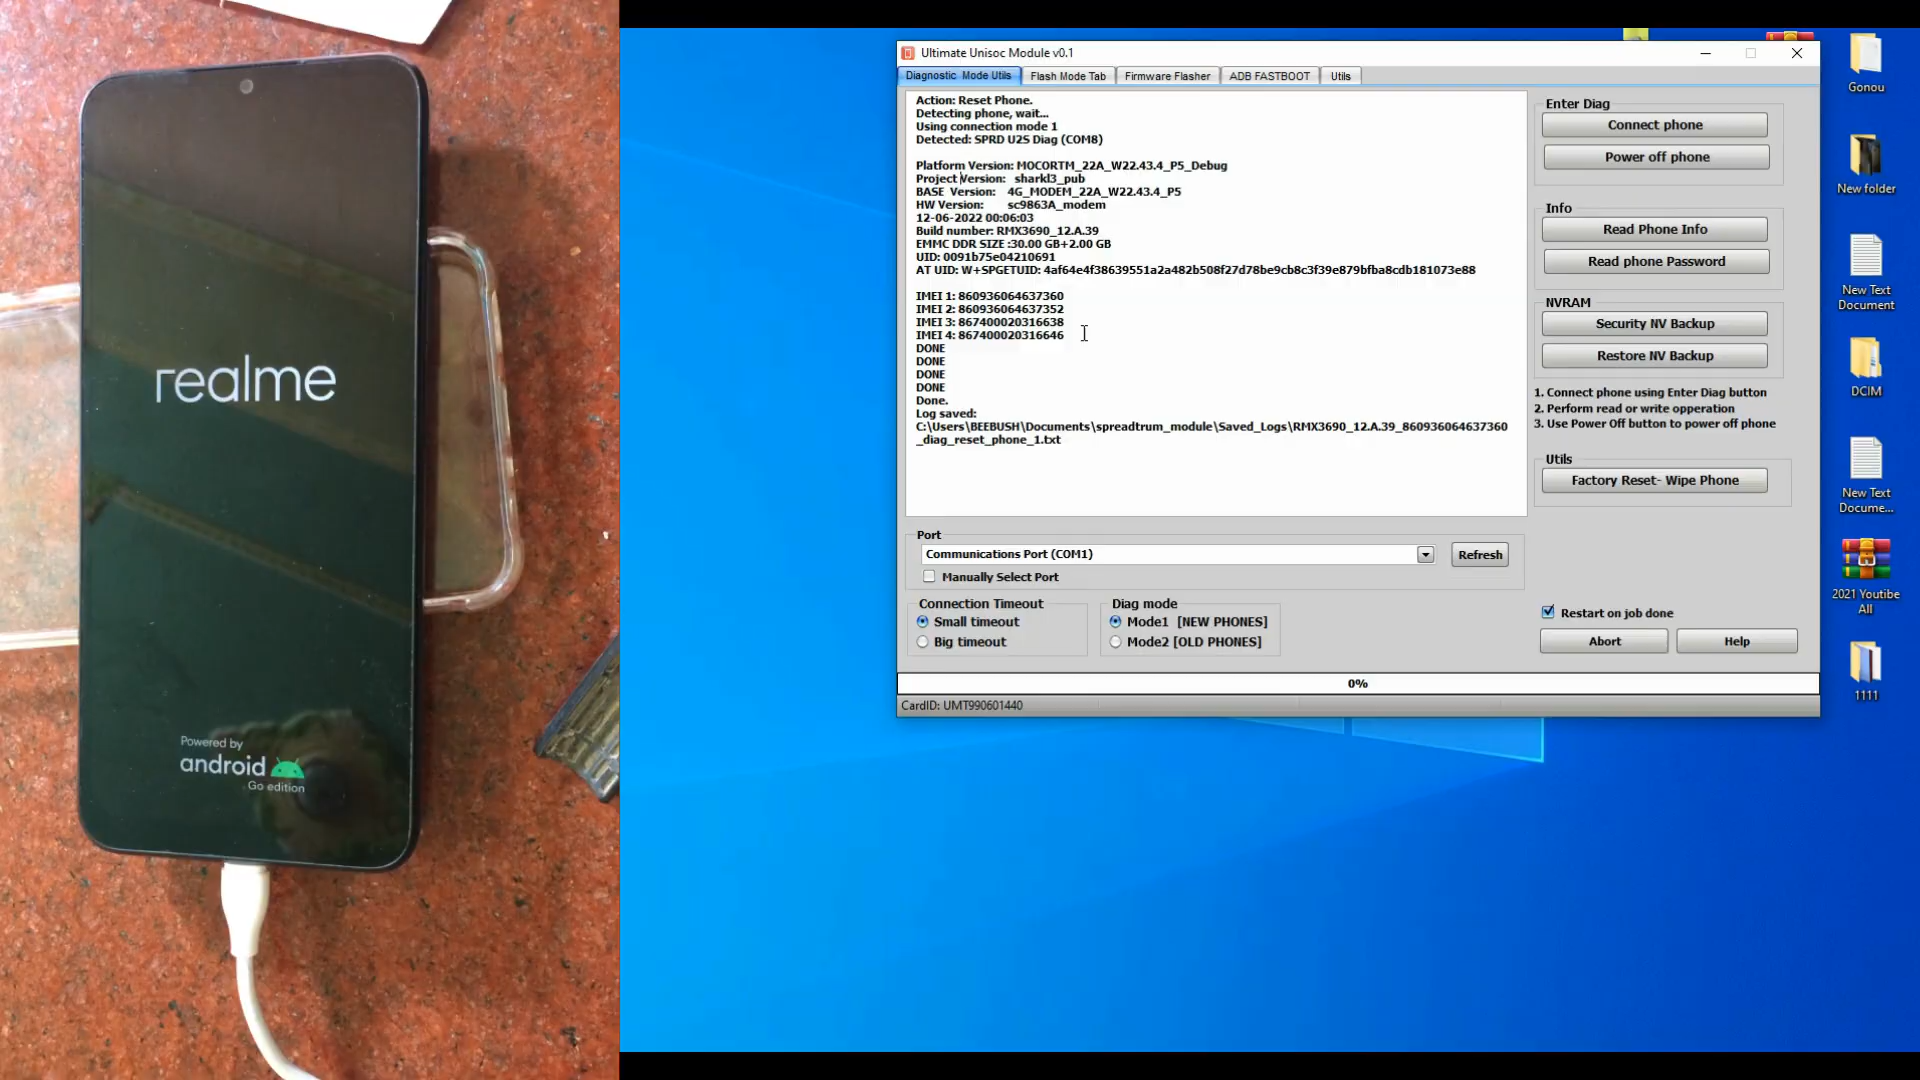 realme
Powered by
android
Go edition
Ultimate Unisoc Module v0.1
Diagnostic Mode Utils
Flash Mode Tab
Firmware Flasher
ADB FASTBOOT
Utils
Action: Reset Phone.
Detecting phone, wait...
Using connection mode 1
Detected: SPRD U2S Diag (COM8)
Platform Version: MOCORTM_22A_W22.43.4_P5_Debug
Project Version: sharkl3_pub
BASE Version: 4G_MODEM_22A_W22.43.4_P5
HW Version: sc9863A_modem
12-06-2022 00:06:03
Build number: RMX3690_12.A.39
EMMC DDR SIZE :30.00 GB+2.00 GB
UID: 0091b75e04210691
AT UID: W+SPGETUID: 4af64e4f38639551a2a482b508f27d78be9cb8c3f39e879bfba8cdb181073e88
IMEI 1: 860936064637360
IMEI 2: 860936064637352
IMEI 3: 867400020316638
IMEI 4: 867400020316646
DONE
DONE
DONE
DONE
Done.
Log saved:
C:\Users\BEEBUSH\Documents\spreadtrum_module\Saved_Logs\RMX3690_12.A.39_860936064637360
_diag_reset_phone_1.txt
Enter Diag
Connect phone
Power off phone
Info
Read Phone Info
Read phone Password
NVRAM
Security NV Backup
Restore NV Backup
1. Connect phone using Enter Diag button
2. Perform read or write opperation
3. Use Power Off button to power off phone
Utils
Factory Reset- Wipe Phone
Port
Communications Port (COM1)
Refresh
Manually Select Port
Connection Timeout
Small timeout
Big timeout
Diag mode
Mode1 [NEW PHONES]
Mode2 [OLD PHONES]
Restart on job done
Abort
Help
0%
CardID: UMT990601440
Gonou
New folder
New Text
Document
DCIM
New Text
Docume...
2021 Youtibe
All
1111